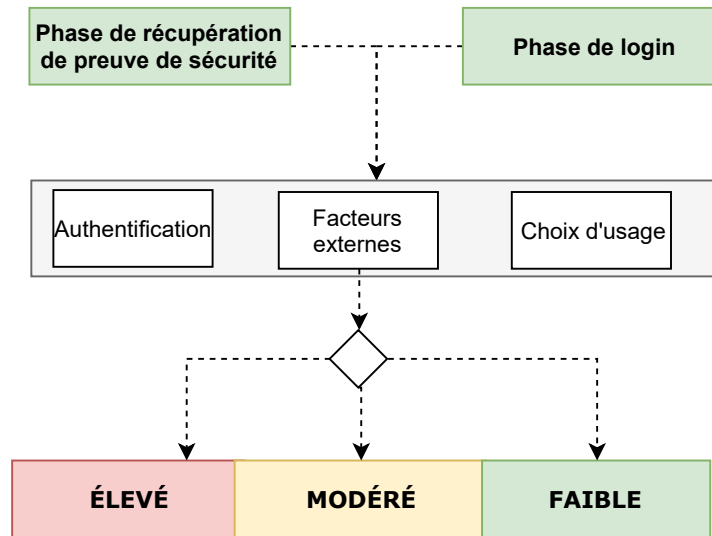 Phase de récupération
de preuve de sécurité
Phase de login
Authentification
Facteurs
externes
Choix d'usage
ÉLEVÉ
MODÉRÉ
FAIBLE